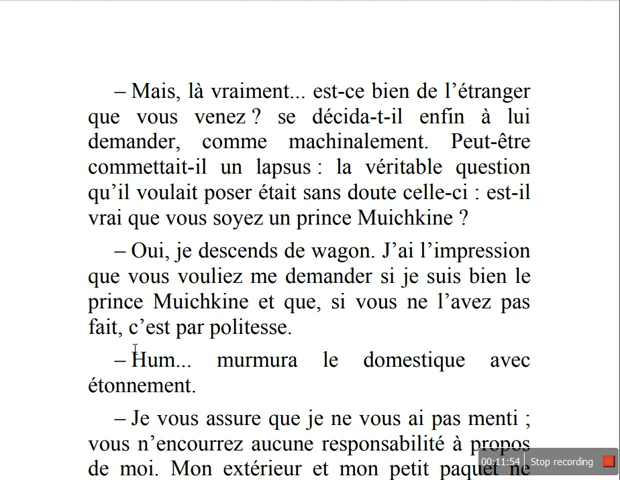 – Mais, là vraiment... est-ce bien de l’étranger
que vous venez ? se décida-t-il enfin à lui
demander, comme machinalement. Peut-être
commettait-il un lapsus : la véritable question
qu’il voulait poser était sans doute celle-ci : est-il
vrai que vous soyez un prince Muichkine ?
– Oui, je descends de wagon. J’ai l’impression
que vous vouliez me demander si je suis bien le
prince Muichkine et que, si vous ne l’avez pas
fait, c’est par politesse.
– Hum... murmura le domestique avec
étonnement.
– Je vous assure que je ne vous ai pas menti ;
vous n’encourrez aucune responsabilité à propos
de moi. Mon extérieur et mon petit paquet ne
00:11:54 Stop recording